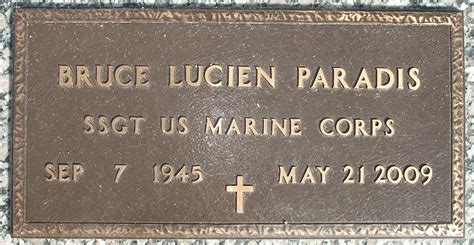 BRUCE LUCIEN PARADIS
SSGT US MARINE CORPS
SEP 7 1945 MAY 21 2009